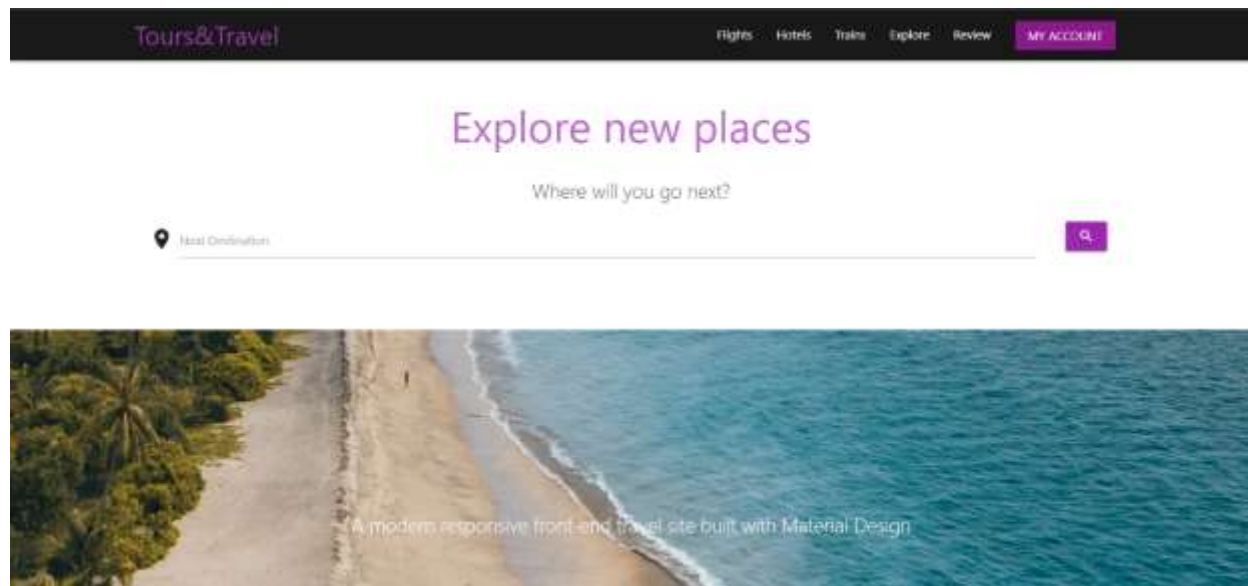 Tours&Travel
Flights Hotels Trains Explore Review MY ACCOUNT
Explore new places
Where will you go next?
Next Destination
A modern responsive front-end travel site built with Material Design